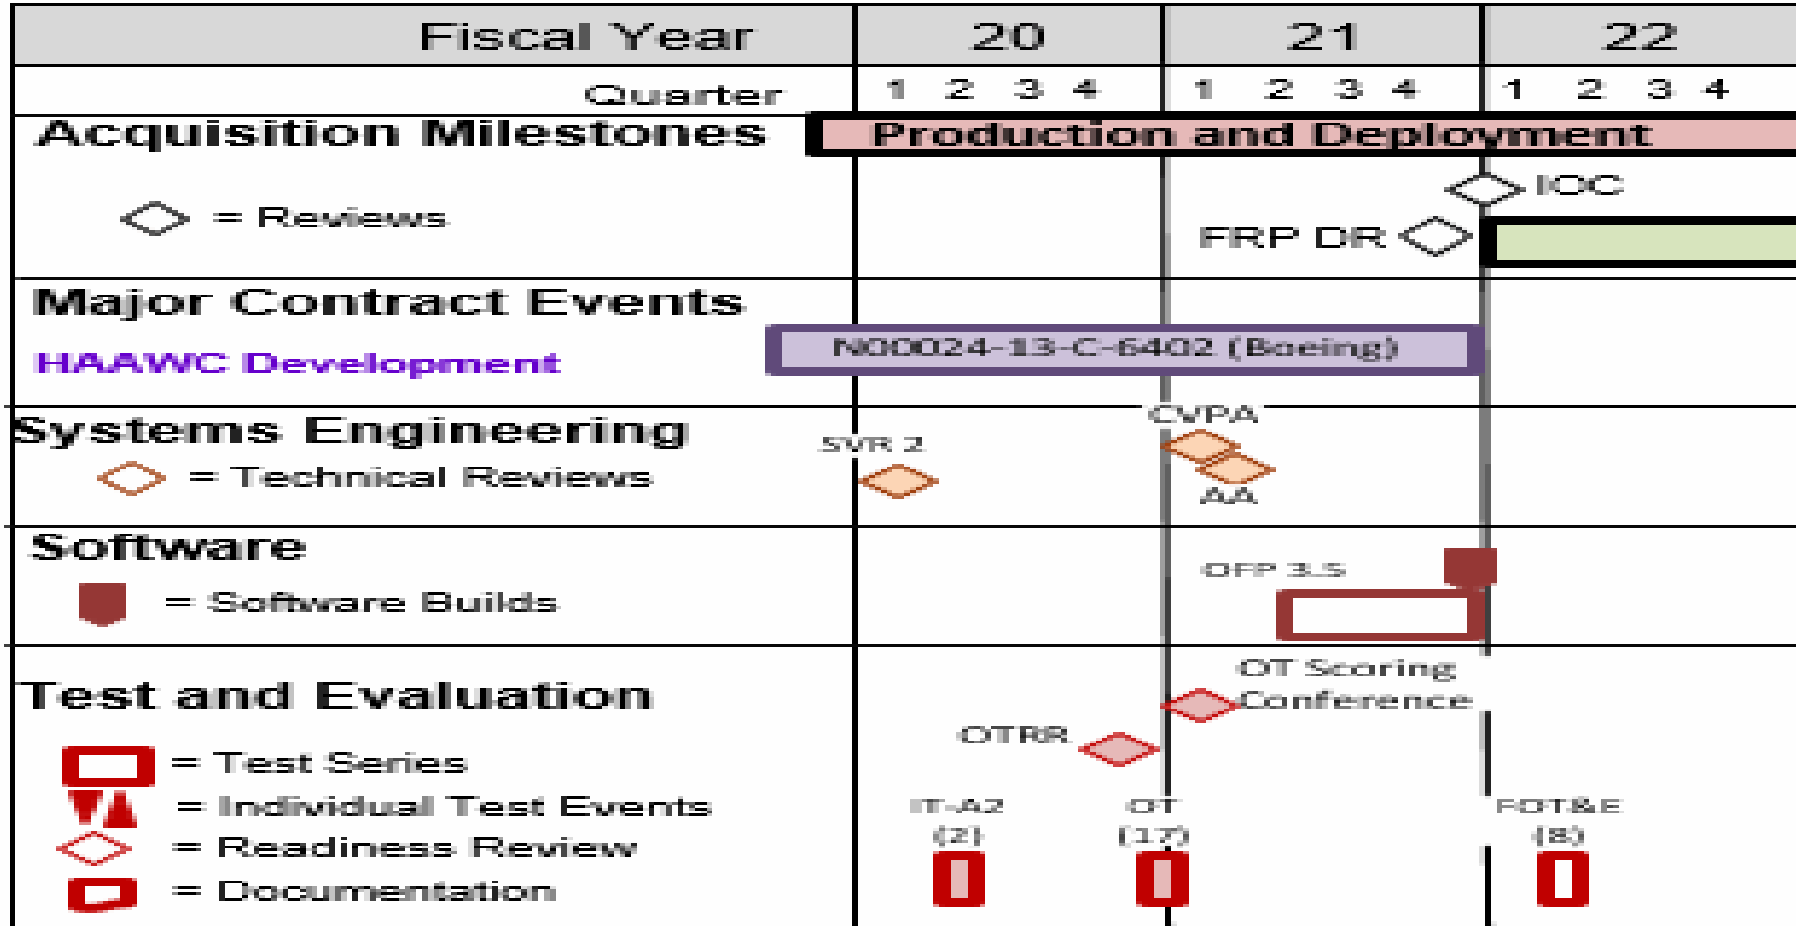 Fiscal Year 20 21 22
Quarter 1 2 3 4 1 2 3 4 1 2 3 4
Acquisition Milestones Production and Deployment
IOC
= Reviews
FRP DR
Major Contract Events
N00024-13-C-6402 (Boeing)
HAAWC Development
CVPA
Systems Engineering
SVR 2
= Technical Reviews
AA
Software
OFP 3.5
= Software Builds
OT Scoring
Conference
Test and Evaluation
OTRR
= Test Series
= Individual Test Events
IT-A2 OT FOT&E
(2) (17) (8)
= Readiness Review
= Documentation